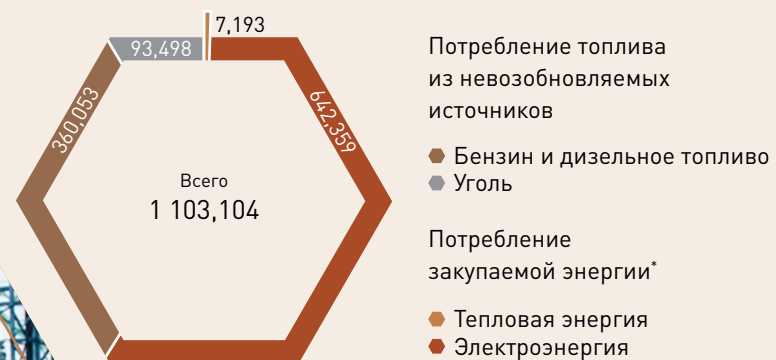 7,193
93,498
360,053
642,359
Всего
1 103,104
Потребление топлива
из невозобновляемых
источников
Бензин и дизельное топливо
Уголь
Потребление
закупаемой энергии*
Тепловая энергия
Электроэнергия